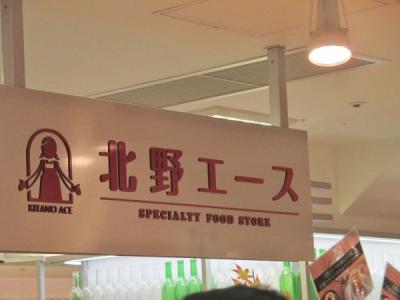 北野エース
KITANO ACE
SPECIALTY FOOD STORE